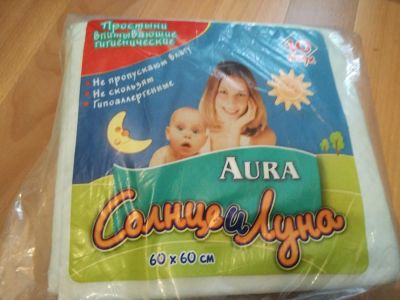 Простыни
впитывающие
гигиенические
• Не пропускают влагу
• Не скользят
• Гипоаллергенные
AURA
Солнце и Луна
60 x 60 см